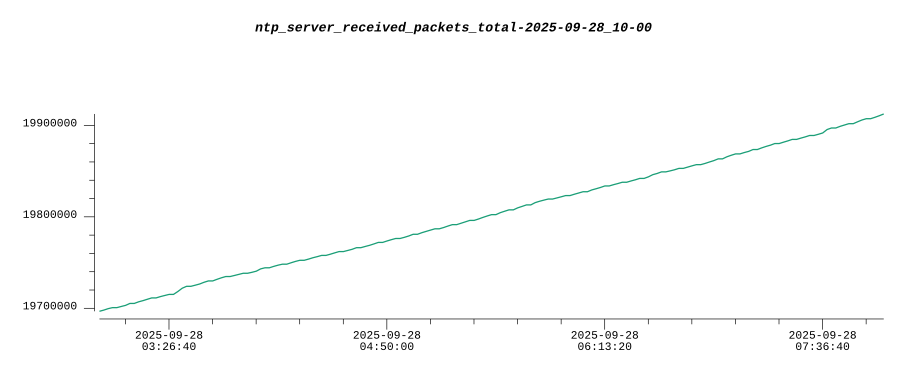 ntp_server_received_packets_total-2025-09-28_10-00
19900000
19800000
19700000
2025-09-28 2025-09-28 2025-09-28 2025-09-28
03:26:40 04:50:00 06:13:20 07:36:40